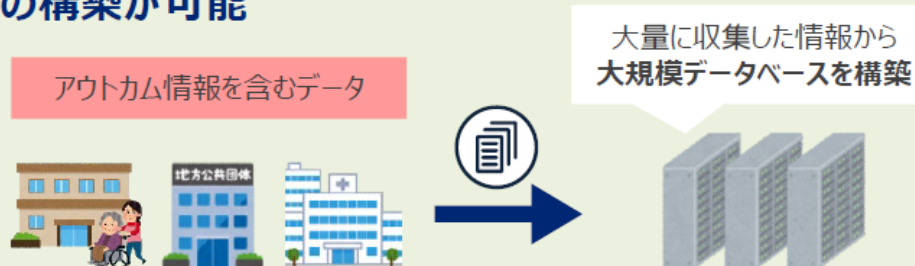 の構築が可能
大量に収集した情報から
大規模データベースを構築
アウトカム情報を含むデータ
地方公共団体